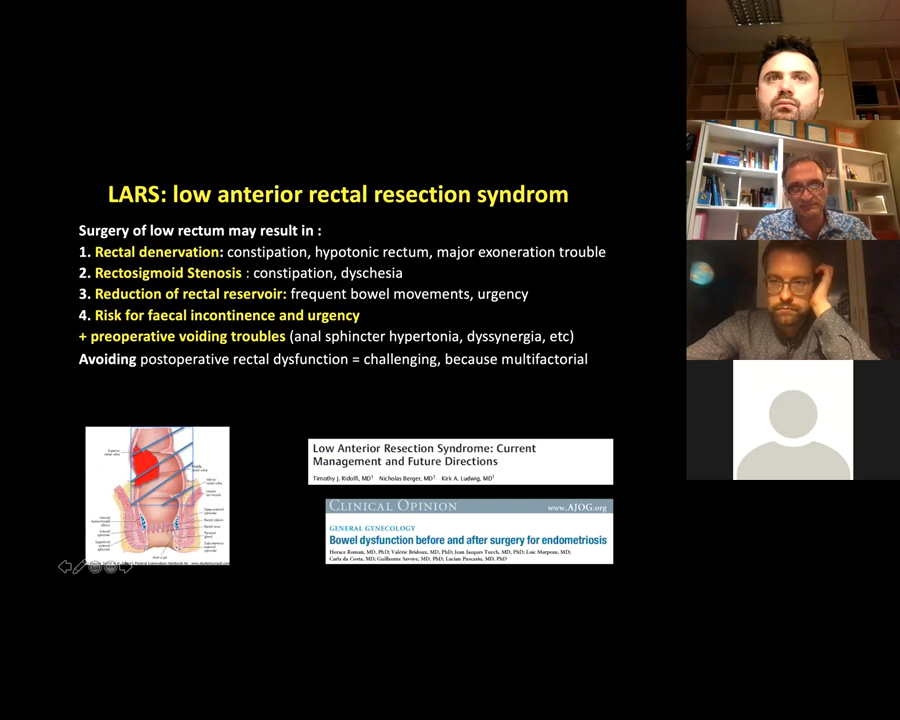 LARS: low anterior rectal resection syndrom
Surgery of low rectum may result in :
1. Rectal denervation: constipation, hypotonic rectum, major exoneration trouble
2. Rectosigmoid Stenosis : constipation, dyschesia
3. Reduction of rectal reservoir: frequent bowel movements, urgency
4. Risk for faecal incontinence and urgency
+ preoperative voiding troubles (anal sphincter hypertonia, dyssynergia, etc)
Avoiding postoperative rectal dysfunction = challenging, because multifactorial
Low Anterior Resection Syndrome: Current
Management and Future Directions
Timothy J. Ridolfi, MD¹ Nicholas Berger, MD¹ Kirk A. Ludwig, MD¹
CLINICAL OPINION www.AJOG.org
GENERAL GYNECOLOGY
Bowel dysfunction before and after surgery for endometriosis
Horace Roman, MD, PhD; Valérie Bridoux, MD, PhD; Jean Jacques Tuech, MD, PhD; Loïc Marpeau, MD;
Carla da Costa, MD; Guillaume Savoye, MD, PhD; Lucian Puscasiu, MD, PhD